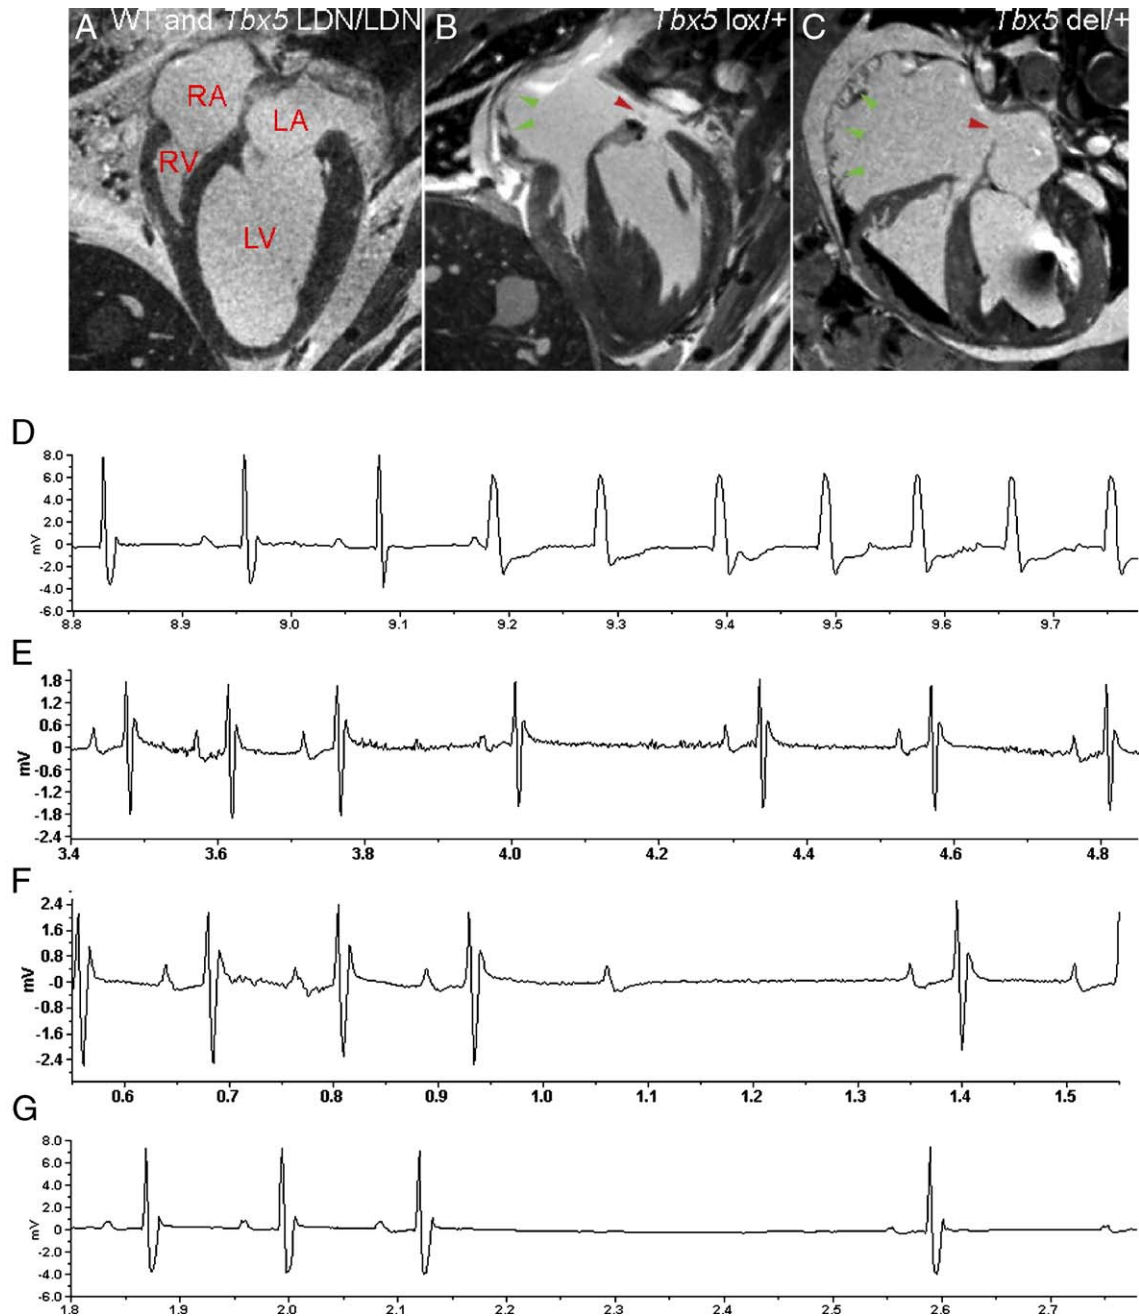 A WT and Tbx5 LDN/LDN
B Tbx5 lox/+
C Tbx5 del/+
RA
LA
RV
LV
D
8.0
6.0
4.0
2.0
0
-2.0
-4.0
-6.0
mV
8.8 8.9 9.0 9.1 9.2 9.3 9.4 9.5 9.6 9.7
E
1.8
1.2
0.6
0
-0.6
-1.2
-1.8
-2.4
mV
3.4 3.6 3.8 4.0 4.2 4.4 4.6 4.8
F
2.4
1.6
0.8
-0
-0.8
-1.6
-2.4
mV
0.6 0.7 0.8 0.9 1.0 1.1 1.2 1.3 1.4 1.5
G
8.0
6.0
4.0
2.0
0
-2.0
-4.0
-6.0
mV
1.8 1.9 2.0 2.1 2.2 2.3 2.4 2.5 2.6 2.7